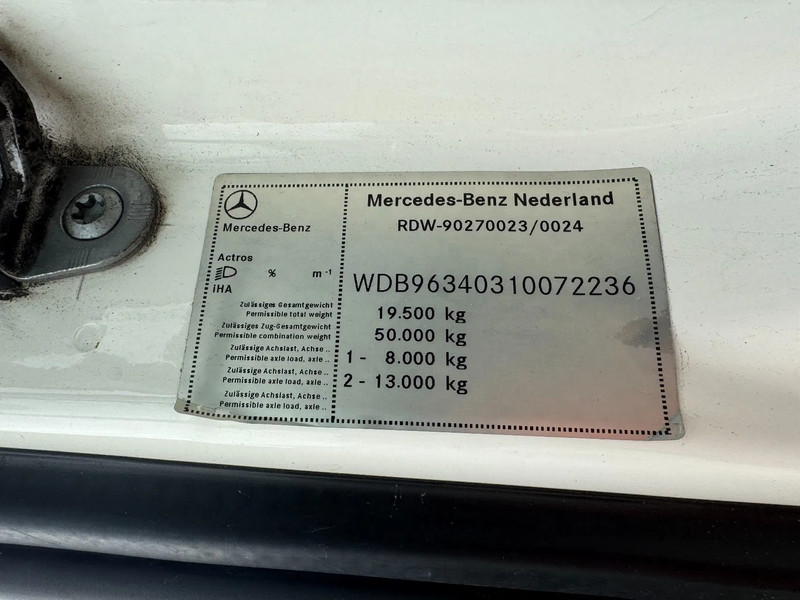 Mercedes-Benz
Mercedes-Benz Nederland
RDW-90270023/0024
Actros
% m⁻¹
iHA
WDB96340310072236
Zulässiges Gesamtgewicht
Permissible total weight
19.500 kg
Zulässiges Zug-Gesamtgewicht
Permissible combination weight
50.000 kg
Zulässige Achslast, Achse ..
Permissible axle load, axle ..
1 - 8.000 kg
Zulässige Achslast, Achse ..
Permissible axle load, axle ..
2 - 13.000 kg
Zulässige Achslast, Achse ..
Permissible axle load, axle ..